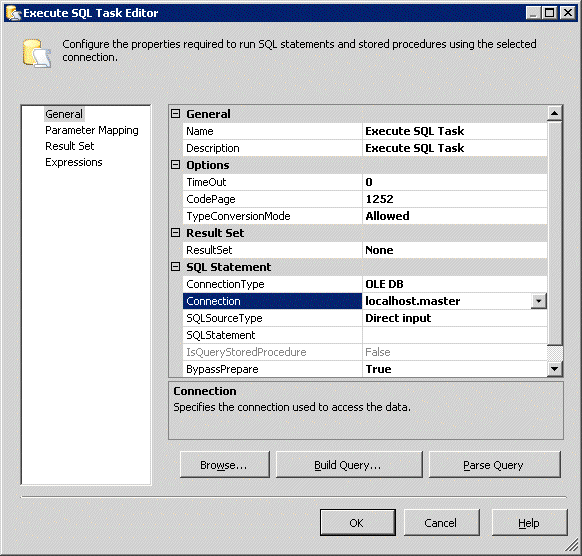 Execute SQL Task Editor
Configure the properties required to run SQL statements and stored procedures using the selected
connection.
General
Parameter Mapping
Result Set
Expressions
General
Name Execute SQL Task
Description Execute SQL Task
Options
TimeOut 0
CodePage 1252
TypeConversionMode Allowed
Result Set
ResultSet None
SQL Statement
ConnectionType OLE DB
Connection localhost.master
SQLSourceType Direct input
SQLStatement
IsQueryStoredProcedure False
BypassPrepare True
Connection
Specifies the connection used to access the data.
Browse... Build Query... Parse Query
OK Cancel Help